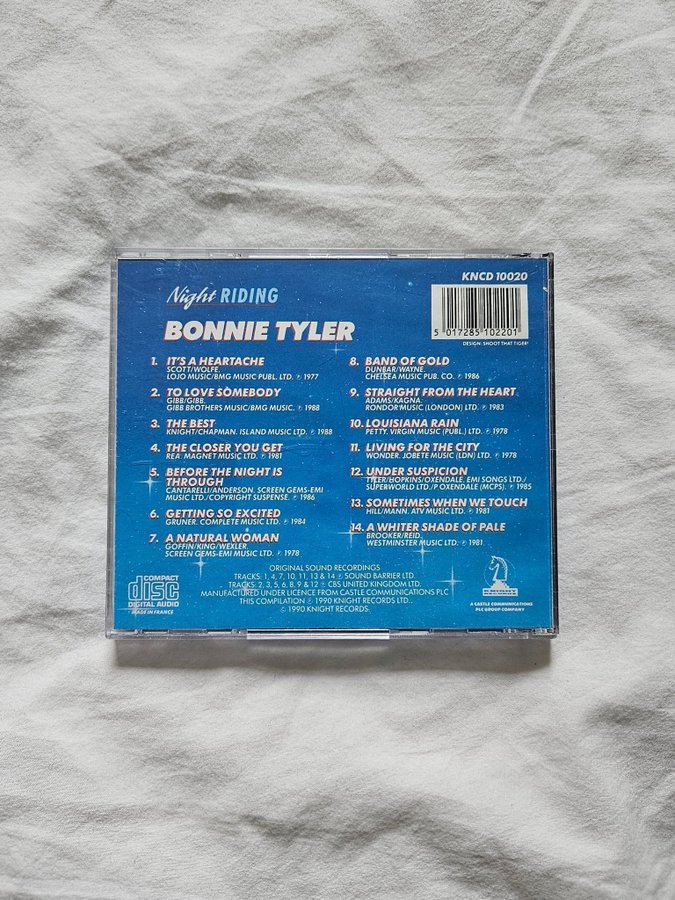 KNCD 10020
Night RIDING
BONNIE TYLER
5 017285 102201
DESIGN: SHOOT THAT TIGER!
1. IT'S A HEARTACHE
SCOTT/WOLFE.
LOJO MUSIC/BMG MUSIC PUBL. LTD. ℗ 1977
2. TO LOVE SOMEBODY
GIBB/GIBB.
GIBB BROTHERS MUSIC/BMG MUSIC. ℗ 1988
3. THE BEST
KNIGHT/CHAPMAN. ISLAND MUSIC LTD. ℗ 1988
4. THE CLOSER YOU GET
REA. MAGNET MUSIC LTD. ℗ 1981
5. BEFORE THE NIGHT IS
THROUGH
CANTARELLI/ANDERSON. SCREEN GEMS-EMI
MUSIC LTD./COPYRIGHT SUSPENSE. ℗ 1986
6. GETTING SO EXCITED
GRUNER. COMPLETE MUSIC LTD. ℗ 1984
7. A NATURAL WOMAN
GOFFIN/KING/WEXLER.
SCREEN GEMS-EMI MUSIC LTD. ℗ 1978
8. BAND OF GOLD
DUNBAR/WAYNE.
CHELSEA MUSIC PUB. CO. ℗ 1986
9. STRAIGHT FROM THE HEART
ADAMS/KAGNA.
RONDOR MUSIC (LONDON) LTD. ℗ 1983
10. LOUISIANA RAIN
PETTY. VIRGIN MUSIC (PUBL.) LTD. ℗ 1978
11. LIVING FOR THE CITY
WONDER. JOBETE MUSIC (LDN) LTD. ℗ 1978
12. UNDER SUSPICION
TYLER/HOPKINS/OXENDALE. EMI SONGS LTD./
SUPERWORLD LTD./P OXENDALE (MCPS). ℗ 1985
13. SOMETIMES WHEN WE TOUCH
HILL/MANN. ATV MUSIC LTD. ℗ 1981
14. A WHITER SHADE OF PALE
BROOKER/REID.
WESTMINSTER MUSIC LTD. ℗ 1981.
ORIGINAL SOUND RECORDINGS
TRACKS: 1, 4, 7, 10, 11, 13 & 14 ℗ SOUND BARRIER LTD.
TRACKS: 2, 3, 5, 6, 8, 9 & 12 ℗ CBS UNITED KINGDOM LTD.
MANUFACTURED UNDER LICENCE FROM CASTLE COMMUNICATIONS PLC
THIS COMPILATION ℗ 1990 KNIGHT RECORDS LTD..
© 1990 KNIGHT RECORDS.
COMPACT
disc
DIGITAL AUDIO
MADE IN FRANCE
KNIGHT
RECORDS
A CASTLE COMMUNICATIONS
PLC GROUP COMPANY